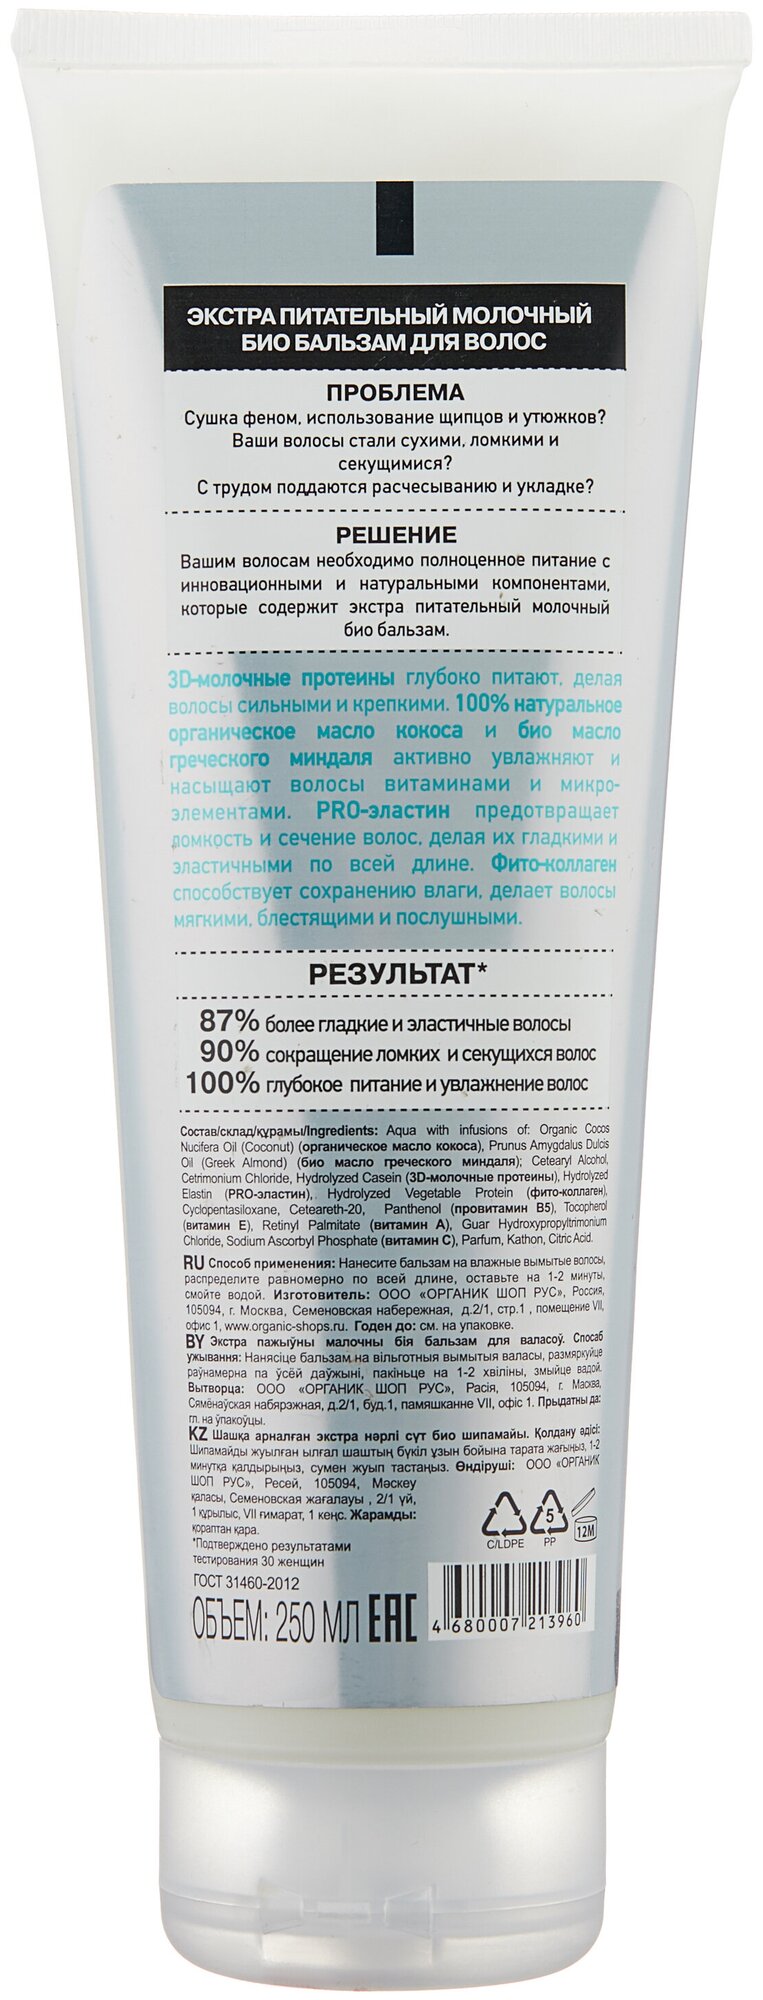 ЭКСТРА ПИТАТЕЛЬНЫЙ МОЛОЧНЫЙ
БИО БАЛЬЗАМ ДЛЯ ВОЛОС
ПРОБЛЕМА
Сушка феном, использование щипцов и утюжков?
Ваши волосы стали сухими, ломкими и
секущимися?
С трудом поддаются расчесыванию и укладке?
РЕШЕНИЕ
Вашим волосам необходимо полноценное питание с
инновационными и натуральными компонентами,
которые содержит экстра питательный молочный
био бальзам.
3D-молочные протеины глубоко питают, делая
волосы сильными и крепкими. 100% натуральное
органическое масло кокоса и био масло
греческого миндаля активно увлажняют и
насыщают волосы витаминами и микро-
элементами. PRO-эластин предотвращает
ломкость и сечение волос, делая их гладкими и
эластичными по всей длине. Фито-коллаген
способствует сохранению влаги, делает волосы
мягкими, блестящими и послушными.
РЕЗУЛЬТАТ*
87% более гладкие и эластичные волосы
90% сокращение ломких и секущихся волос
100% глубокое питание и увлажнение волос
Состав/склад/құрамы/Ingredients: Aqua with infusions of: Organic Cocos
Nucifera Oil (Coconut) (органическое масло кокоса), Prunus Amygdalus Dulcis
Oil (Greek Almond) (био масло греческого миндаля); Cetearyl Alcohol,
Cetrimonium Chloride, Hydrolyzed Casein (3D-молочные протеины), Hydrolyzed
Elastin (PRO-эластин), Hydrolyzed Vegetable Protein (фито-коллаген),
Cyclopentasiloxane, Ceteareth-20, Panthenol (провитамин B5), Tocopherol
(витамин Е), Retinyl Palmitate (витамин А), Guar Hydroxypropyltrimonium
Chloride, Sodium Ascorbyl Phosphate (витамин С), Parfum, Kathon, Citric Acid.
RU Способ применения: Нанесите бальзам на влажные вымытые волосы,
распределите равномерно по всей длине, оставьте на 1-2 минуты,
смойте водой. Изготовитель: ООО «ОРГАНИК ШОП РУС», Россия,
105094, г. Москва, Семеновская набережная, д.2/1, стр.1 , помещение VII,
офис 1, www.organic-shops.ru. Годен до: см. на упаковке.
BY Экстра пажыўны малочны бія бальзам для валасоў. Спосаб
ужывання: Нанясіце бальзам на вільготныя вымытыя валасы, размяркуйце
раўнамерна па ўсёй даўжыні, пакіньце на 1-2 хвіліны, змыйце вадой.
Вытворца: ООО «ОРГАНИК ШОП РУС», Расія, 105094, г. Масква,
Сямёнаўская набярэжная, д.2/1, буд.1, памяшканне VII, офіс 1. Прыдатны да:
гл. на ўпакоўцы.
KZ Шашқа арналған экстра нәрлі сүт био шипамайы. Қолдану әдісі:
Шипамайды жуылған ылғал шаштың бүкіл ұзын бойына тарата жағыңыз, 1-2
минутқа қалдырыңыз, сумен жуып тастаңыз. Өндіруші: ООО «ОРГАНИК
ШОП РУС», Ресей, 105094, Мәскеу
қаласы, Семеновская жағалауы , 2/1 үй,
1 құрылыс, VII ғимарат, 1 кеңс. Жарамды:
қораптан қара.
*Подтверждено результатами
тестирования 30 женщин
ГОСТ 31460-2012
ОБЪЕМ: 250 МЛ EAC
C/LDPE
5
PP
12M
4 680007 213960